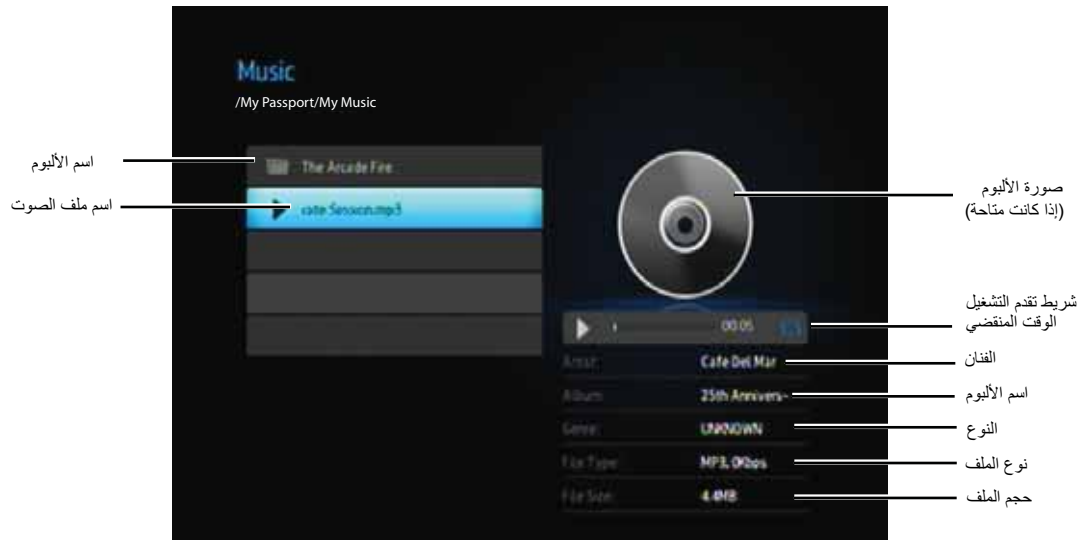 Music
/My Passport/My Music
اسم الألبوم
The Arcade Fire
اسم ملف الصوت
Session.mp3
صورة الألبوم
(إذا كانت متاحة)
شريط تقدم التشغيل
الوقت المنقضي
00:05
الفنان
Artist:
Cafe Del Mar
اسم الألبوم
Album:
25th Annivers~
النوع
Genre:
UNKNOWN
نوع الملف
File Type:
MP3, 0Kbps
حجم الملف
File Size:
4.4MB